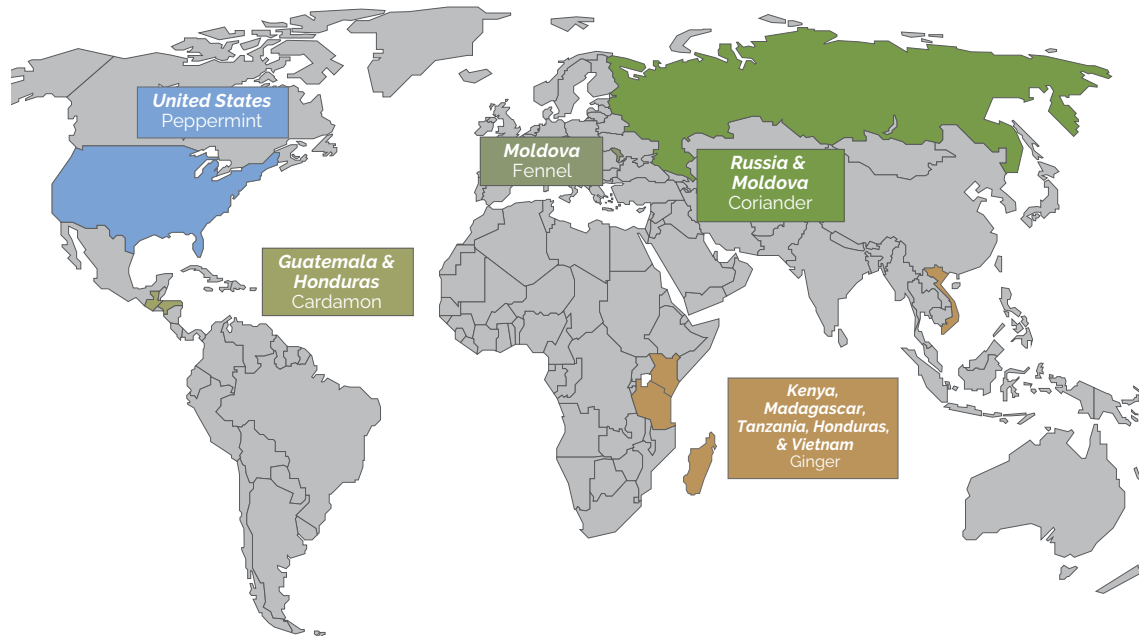 United States
Peppermint
Moldova
Fennel
Russia &
Moldova
Coriander
Guatemala &
Honduras
Cardamon
Kenya,
Madagascar,
Tanzania, Honduras,
& Vietnam
Ginger